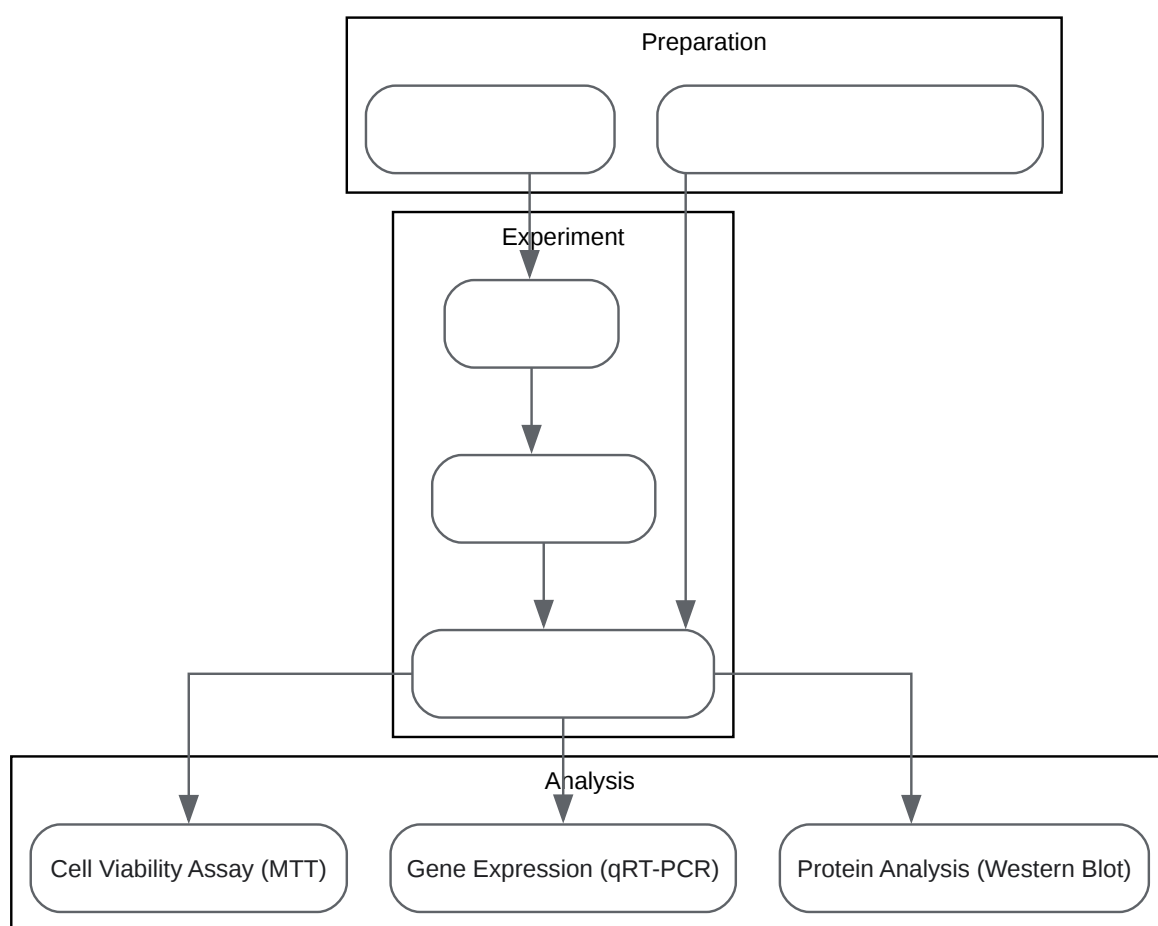 Preparation
Experiment
Analysis
Cell Viability Assay (MTT)
Gene Expression (qRT-PCR)
Protein Analysis (Western Blot)